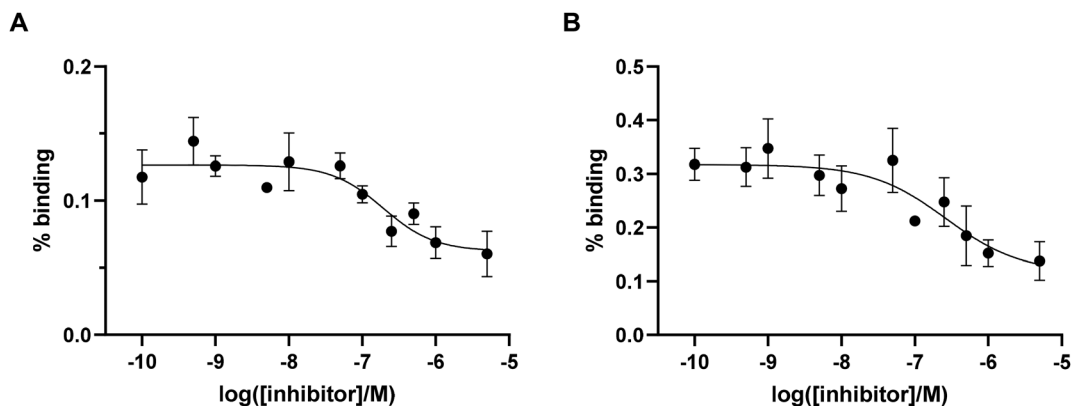 A
B
% binding
0.2
0.1
0.0
-10 -9 -8 -7 -6 -5
log([inhibitor]/M)
% binding
0.5
0.4
0.3
0.2
0.1
0.0
-10 -9 -8 -7 -6 -5
log([inhibitor]/M)